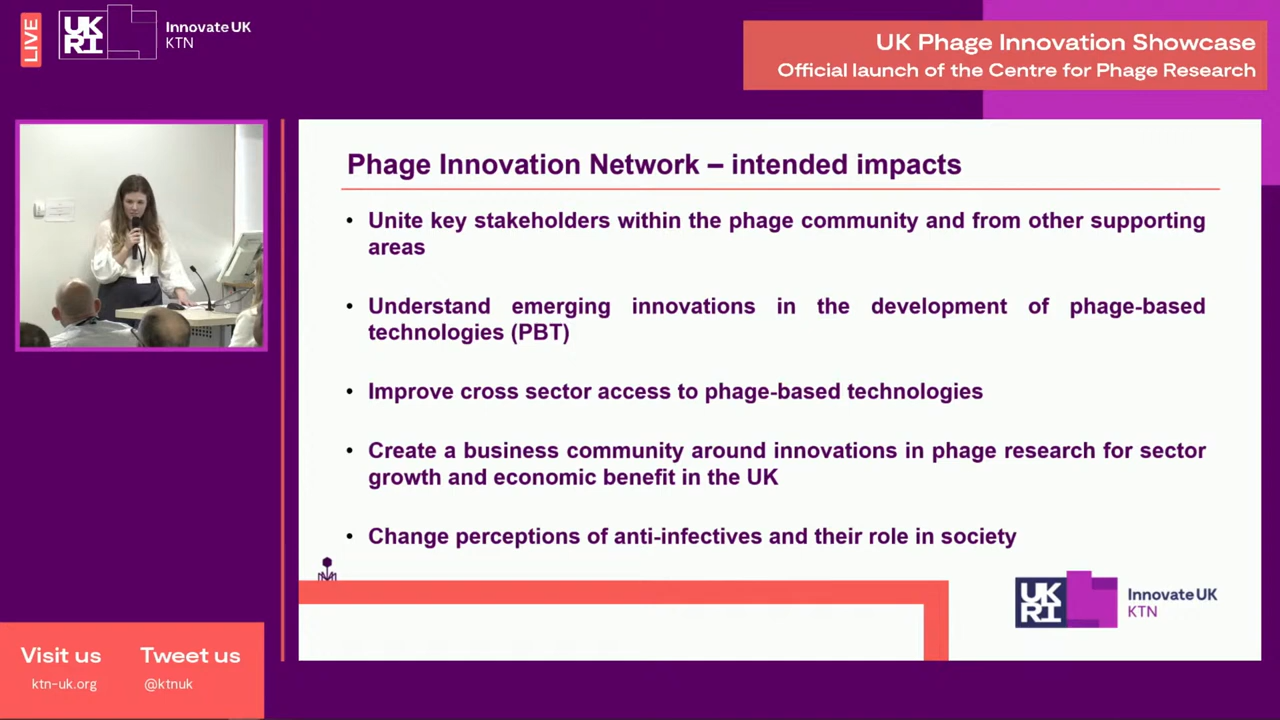 LIVE
UK
RI
Innovate UK
KTN
UK Phage Innovation Showcase
Official launch of the Centre for Phage Research
Phage Innovation Network – intended impacts
• Unite key stakeholders within the phage community and from other supporting
areas
• Understand emerging innovations in the development of phage-based
technologies (PBT)
• Improve cross sector access to phage-based technologies
• Create a business community around innovations in phage research for sector
growth and economic benefit in the UK
• Change perceptions of anti-infectives and their role in society
UK
RI
Innovate UK
KTN
Visit us
ktn-uk.org
Tweet us
@ktnuk